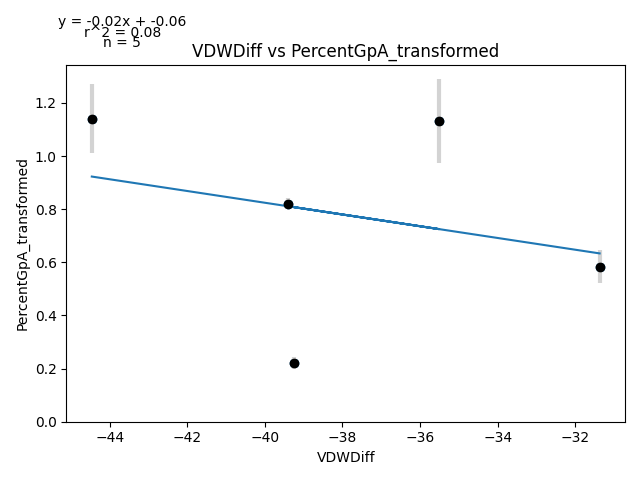 y = -0.02x + -0.06
r^2 = 0.08
n = 5
VDWDiff vs PercentGpA_transformed
1.2
1.0
0.8
0.6
0.4
0.2
0.0
PercentGpA_transformed
−44
−42
−40
−38
−36
−34
−32
VDWDiff